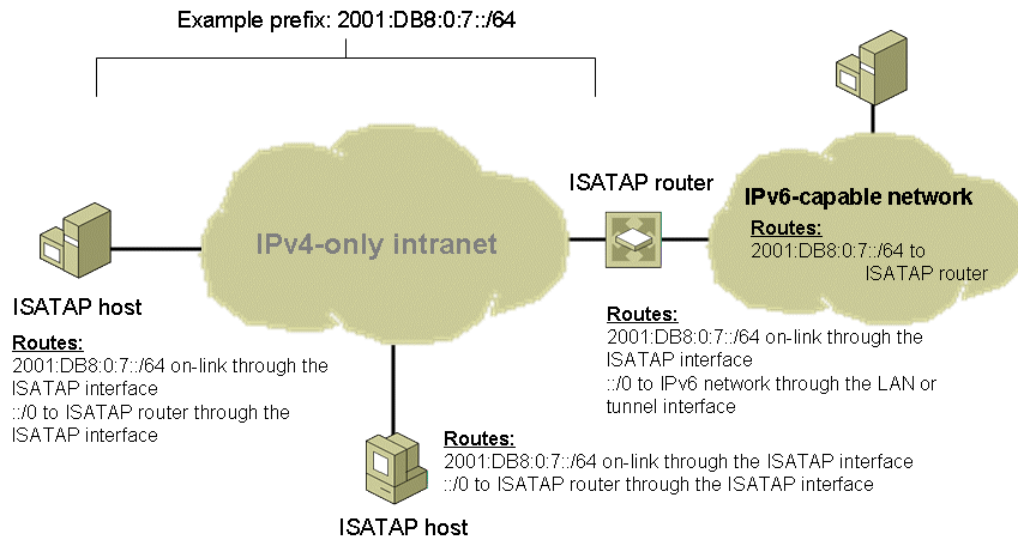 Example prefix: 2001:DB8:0:7::/64
ISATAP router
IPv4-only intranet
IPv6-capable network
Routes:
2001:DB8:0:7::/64 to
ISATAP router
ISATAP host
Routes:
2001:DB8:0:7::/64 on-link through the
ISATAP interface
::/0 to ISATAP router through the
ISATAP interface
Routes:
2001:DB8:0:7::/64 on-link through the
ISATAP interface
::/0 to IPv6 network through the LAN or
tunnel interface
Routes:
2001:DB8:0:7::/64 on-link through the ISATAP interface
::/0 to ISATAP router through the ISATAP interface
ISATAP host